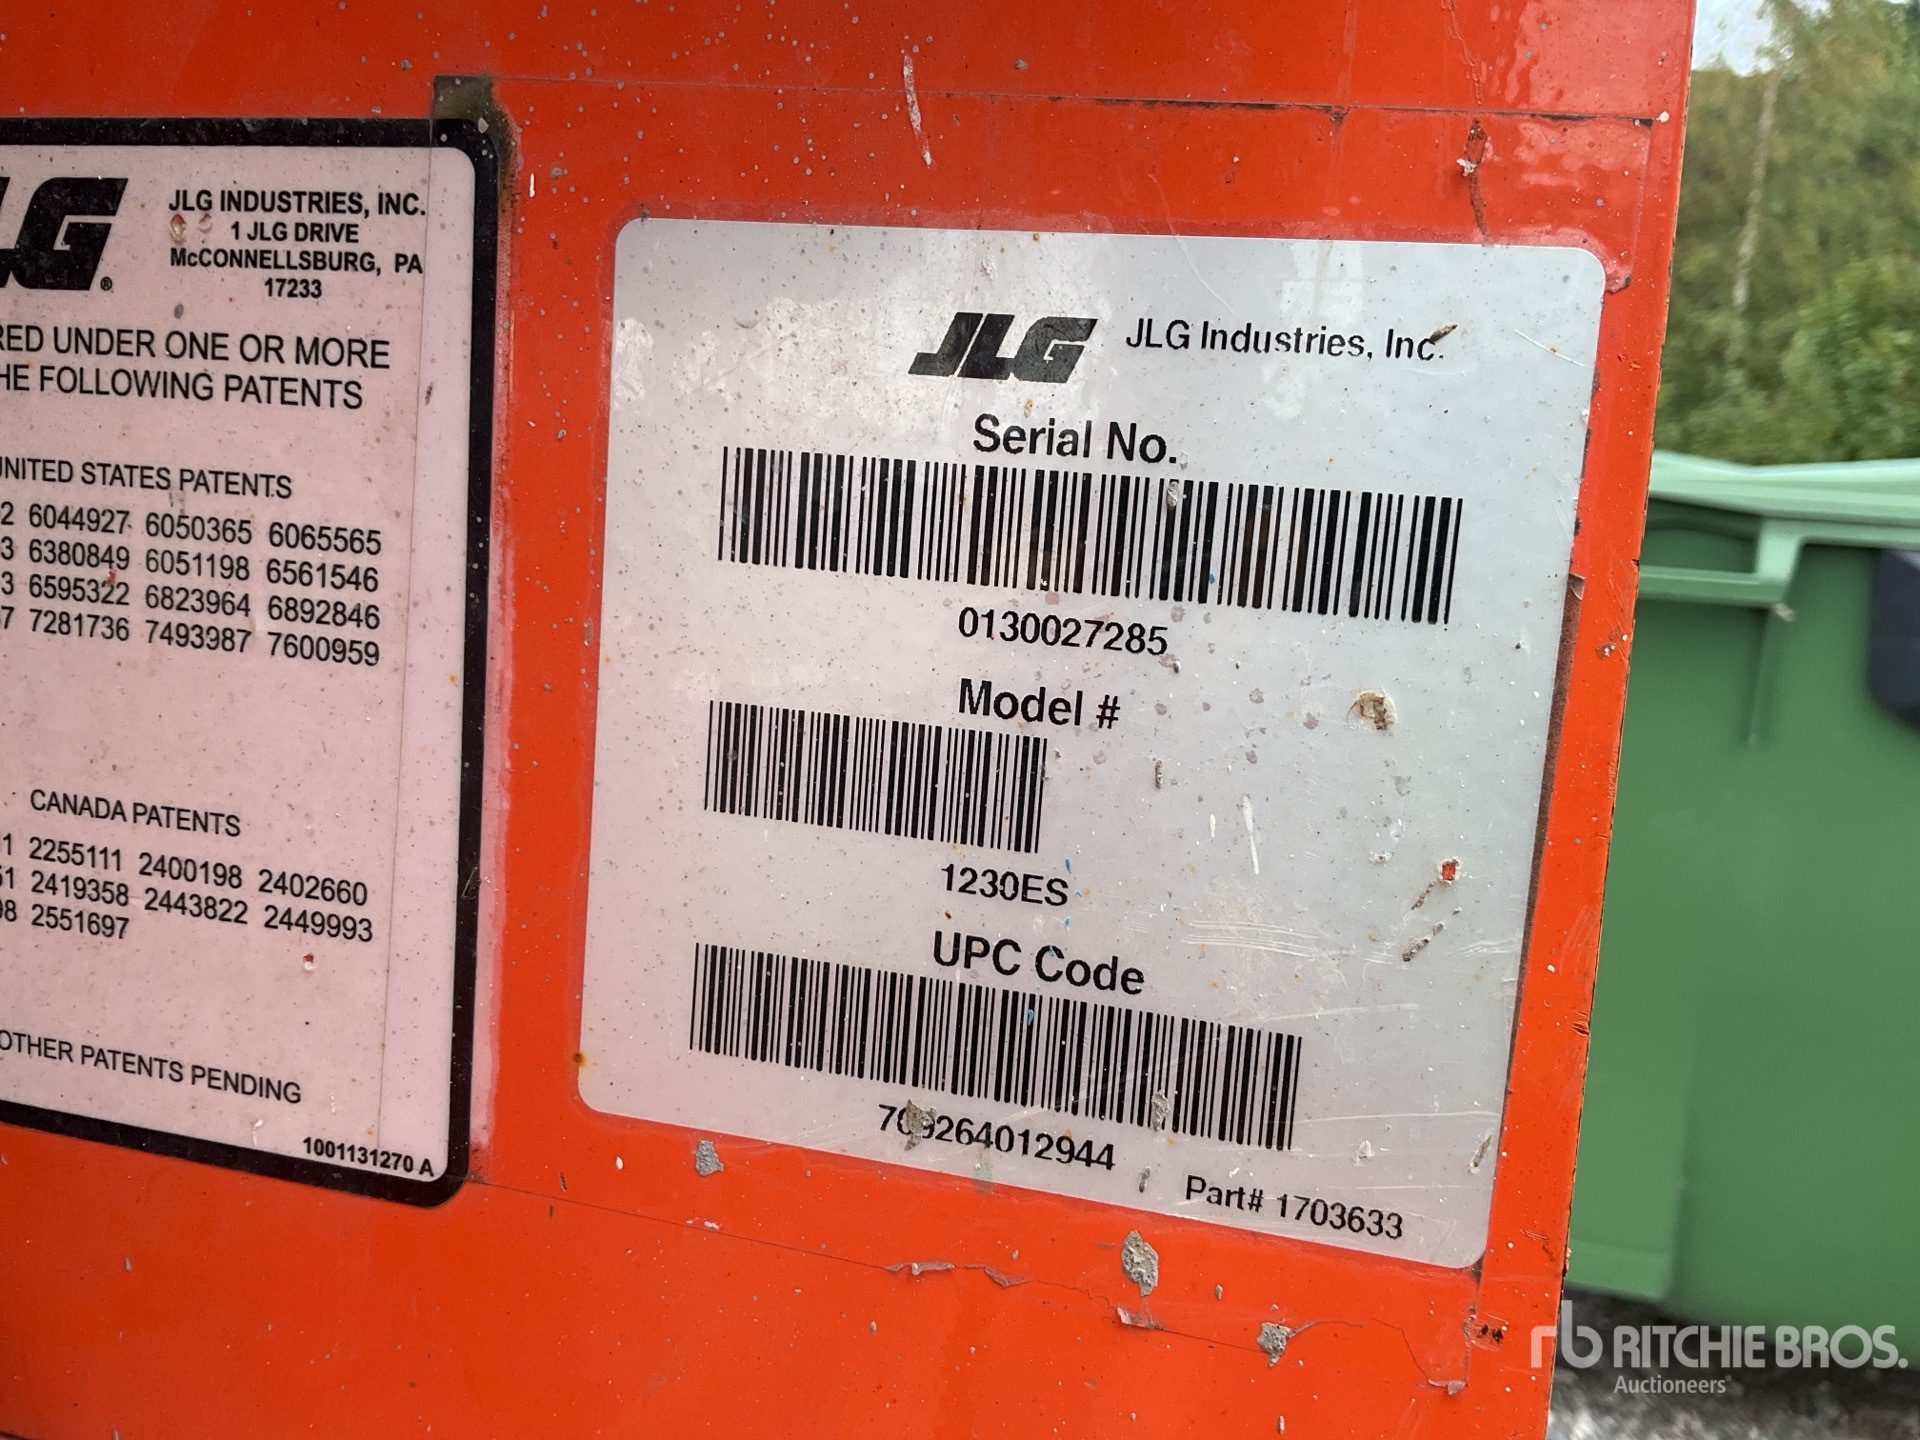 JLG®
JLG INDUSTRIES, INC.
1 JLG DRIVE
McCONNELLSBURG, PA
17233
UNDER ONE OR MORE
FOLLOWING PATENTS
UNITED STATES PATENTS
6044927 6050365 6065565
6380849 6051198 6561546
6595322 6823964 6892846
7281736 7493987 7600959
CANADA PATENTS
2255111 2400198 2402660
2419358 2443822 2449993
2551697
OTHER PATENTS PENDING
1001131270 A
JLG JLG Industries, Inc.
Serial No.
0130027285
Model #
1230ES
UPC Code
Part# 1703633
rb RITCHIE BROS.
Auctioneers